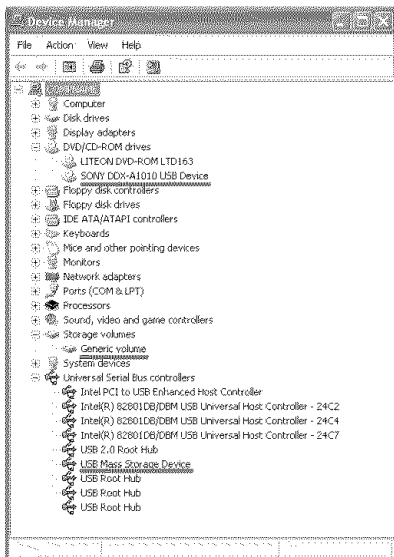 Device Manager
File Action View Help
Computer
Disk drives
Display adapters
DVD/CD-ROM drives
LITEON DVD-ROM LTD163
SONY DDX-A1010 USB Device
Floppy disk controllers
Floppy disk drives
IDE ATA/ATAPI controllers
Keyboards
Mice and other pointing devices
Monitors
Network adapters
Ports (COM & LPT)
Processors
Sound, video and game controllers
Storage volumes
Generic volume
System devices
Universal Serial Bus controllers
Intel PCI to USB Enhanced Host Controller
Intel(R) 82801DB/DBM USB Universal Host Controller - 24C2
Intel(R) 82801DB/DBM USB Universal Host Controller - 24C4
Intel(R) 82801DB/DBM USB Universal Host Controller - 24C7
USB 2.0 Root Hub
USB Mass Storage Device
USB Root Hub
USB Root Hub
USB Root Hub